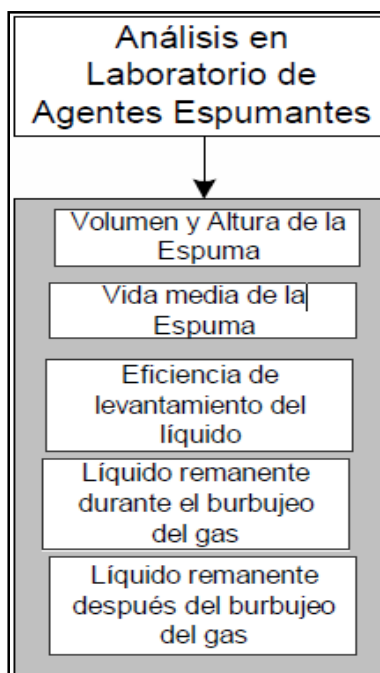 Análisis en
Laboratorio de
Agentes Espumantes
Volumen y Altura de la
Espuma
Vida media de la
Espuma
Eficiencia de
levantamiento del
líquido
Líquido remanente
durante el burbujeo
del gas
Líquido remanente
después del burbujeo
del gas